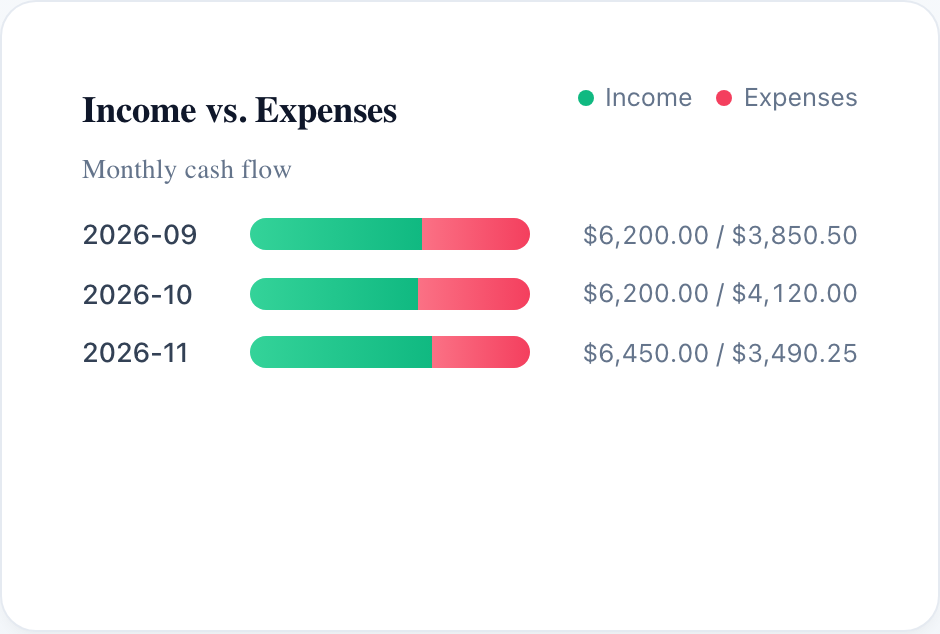 Income vs. Expenses
Income Expenses
Monthly cash flow
2026-09 $6,200.00 / $3,850.50
2026-10 $6,200.00 / $4,120.00
2026-11 $6,450.00 / $3,490.25